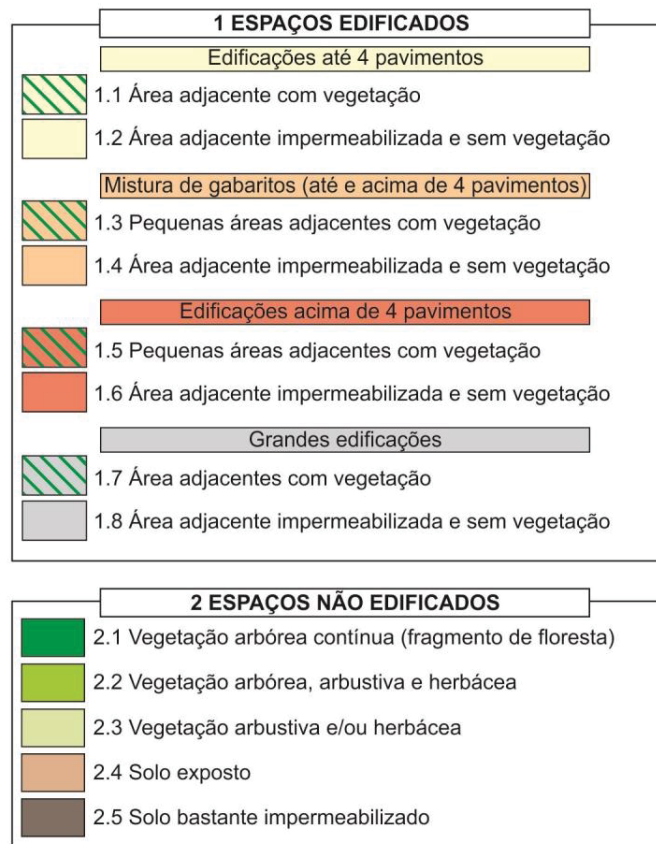 1 ESPAÇOS EDIFICADOS
Edificações até 4 pavimentos
1.1 Área adjacente com vegetação
1.2 Área adjacente impermeabilizada e sem vegetação
Mistura de gabaritos (até e acima de 4 pavimentos)
1.3 Pequenas áreas adjacentes com vegetação
1.4 Área adjacente impermeabilizada e sem vegetação
Edificações acima de 4 pavimentos
1.5 Pequenas áreas adjacentes com vegetação
1.6 Área adjacente impermeabilizada e sem vegetação
Grandes edificações
1.7 Área adjacentes com vegetação
1.8 Área adjacente impermeabilizada e sem vegetação
2 ESPAÇOS NÃO EDIFICADOS
2.1 Vegetação arbórea contínua (fragmento de floresta)
2.2 Vegetação arbórea, arbustiva e herbácea
2.3 Vegetação arbustiva e/ou herbácea
2.4 Solo exposto
2.5 Solo bastante impermeabilizado